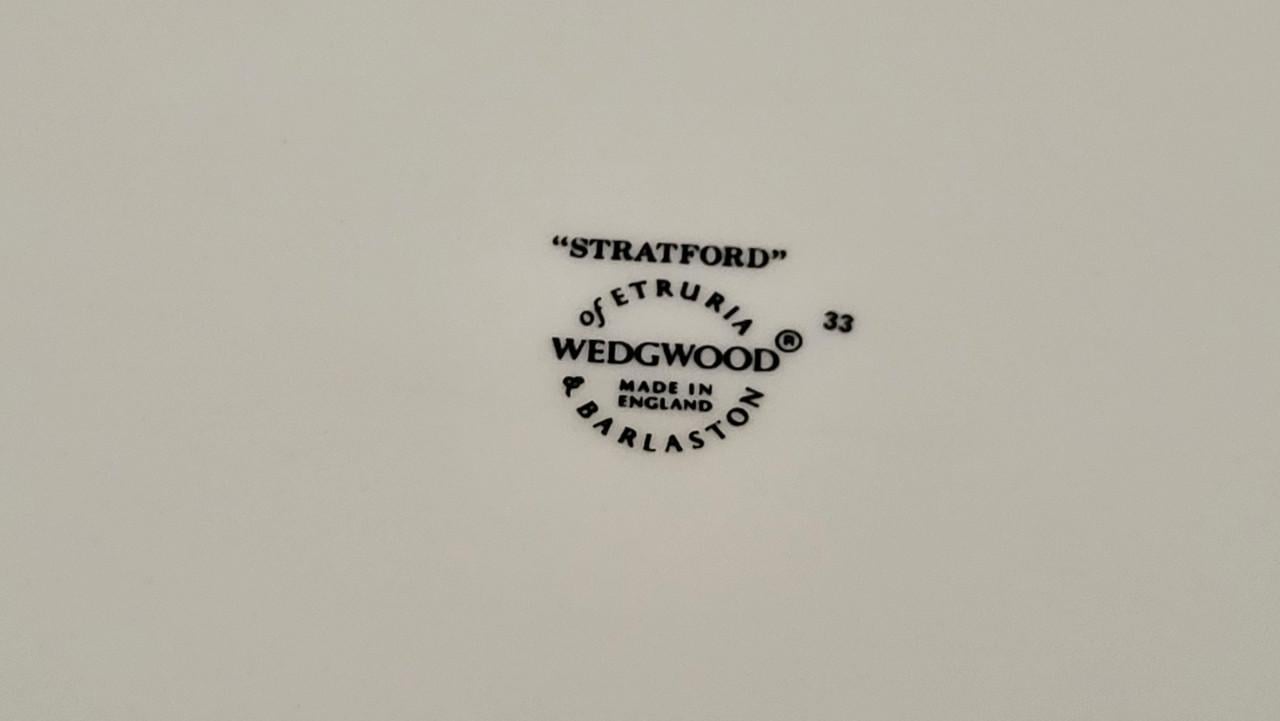 “STRATFORD”
of ETRURIA
33
WEDGWOOD®
MADE IN
ENGLAND
& BARLASTON